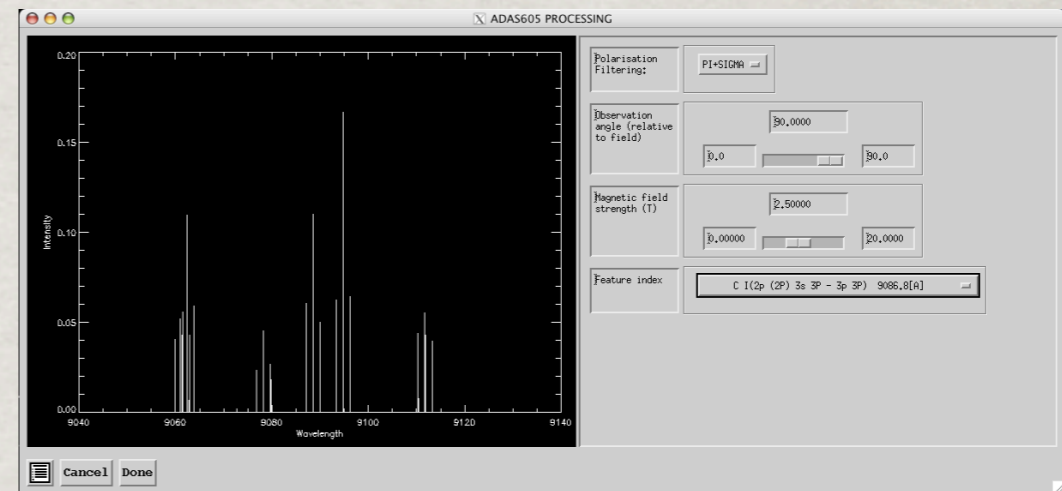 X ADAS605 PROCESSING
0.20
0.15
0.10
0.05
0.00
Intensity
9040
9060
9080
9100
9120
9140
Wavelength
Polarisation
Filtering:
PI+SIGMA
Observation
angle (relative
to field)
90.0000
0.0
90.0
Magnetic field
strength (T)
2.50000
0.00000
20.0000
Feature index
C I(2p (2P) 3s 3P - 3p 3P) 9086.8[A]
Cancel
Done